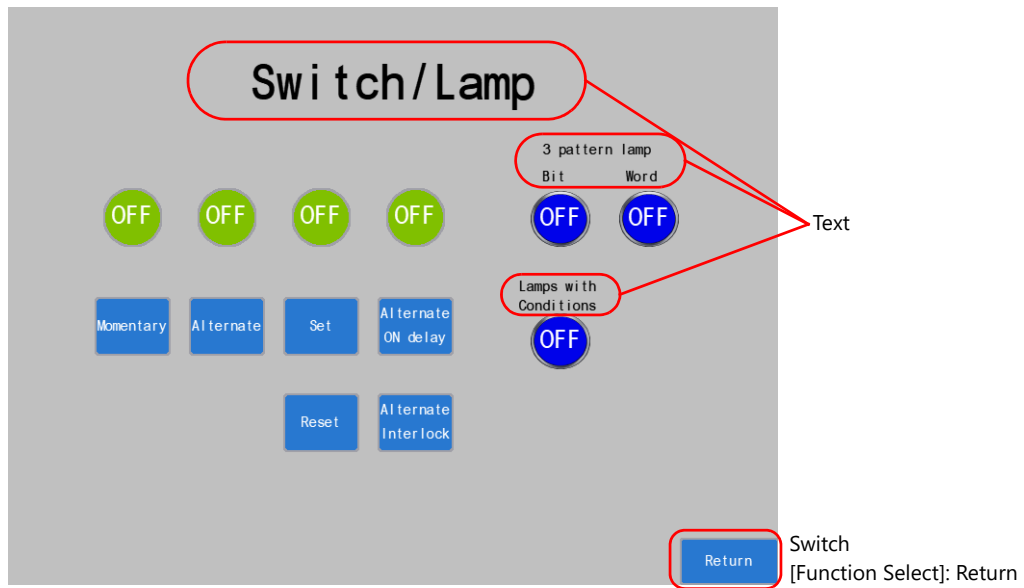 Switch/Lamp
3 pattern lamp
Bit Word
OFF OFF OFF OFF OFF OFF
Text
Lamps with
Conditions
Momentary Alternate Set Alternate
ON delay
OFF
Reset Alternate
Interlock
Return
Switch
[Function Select]: Return